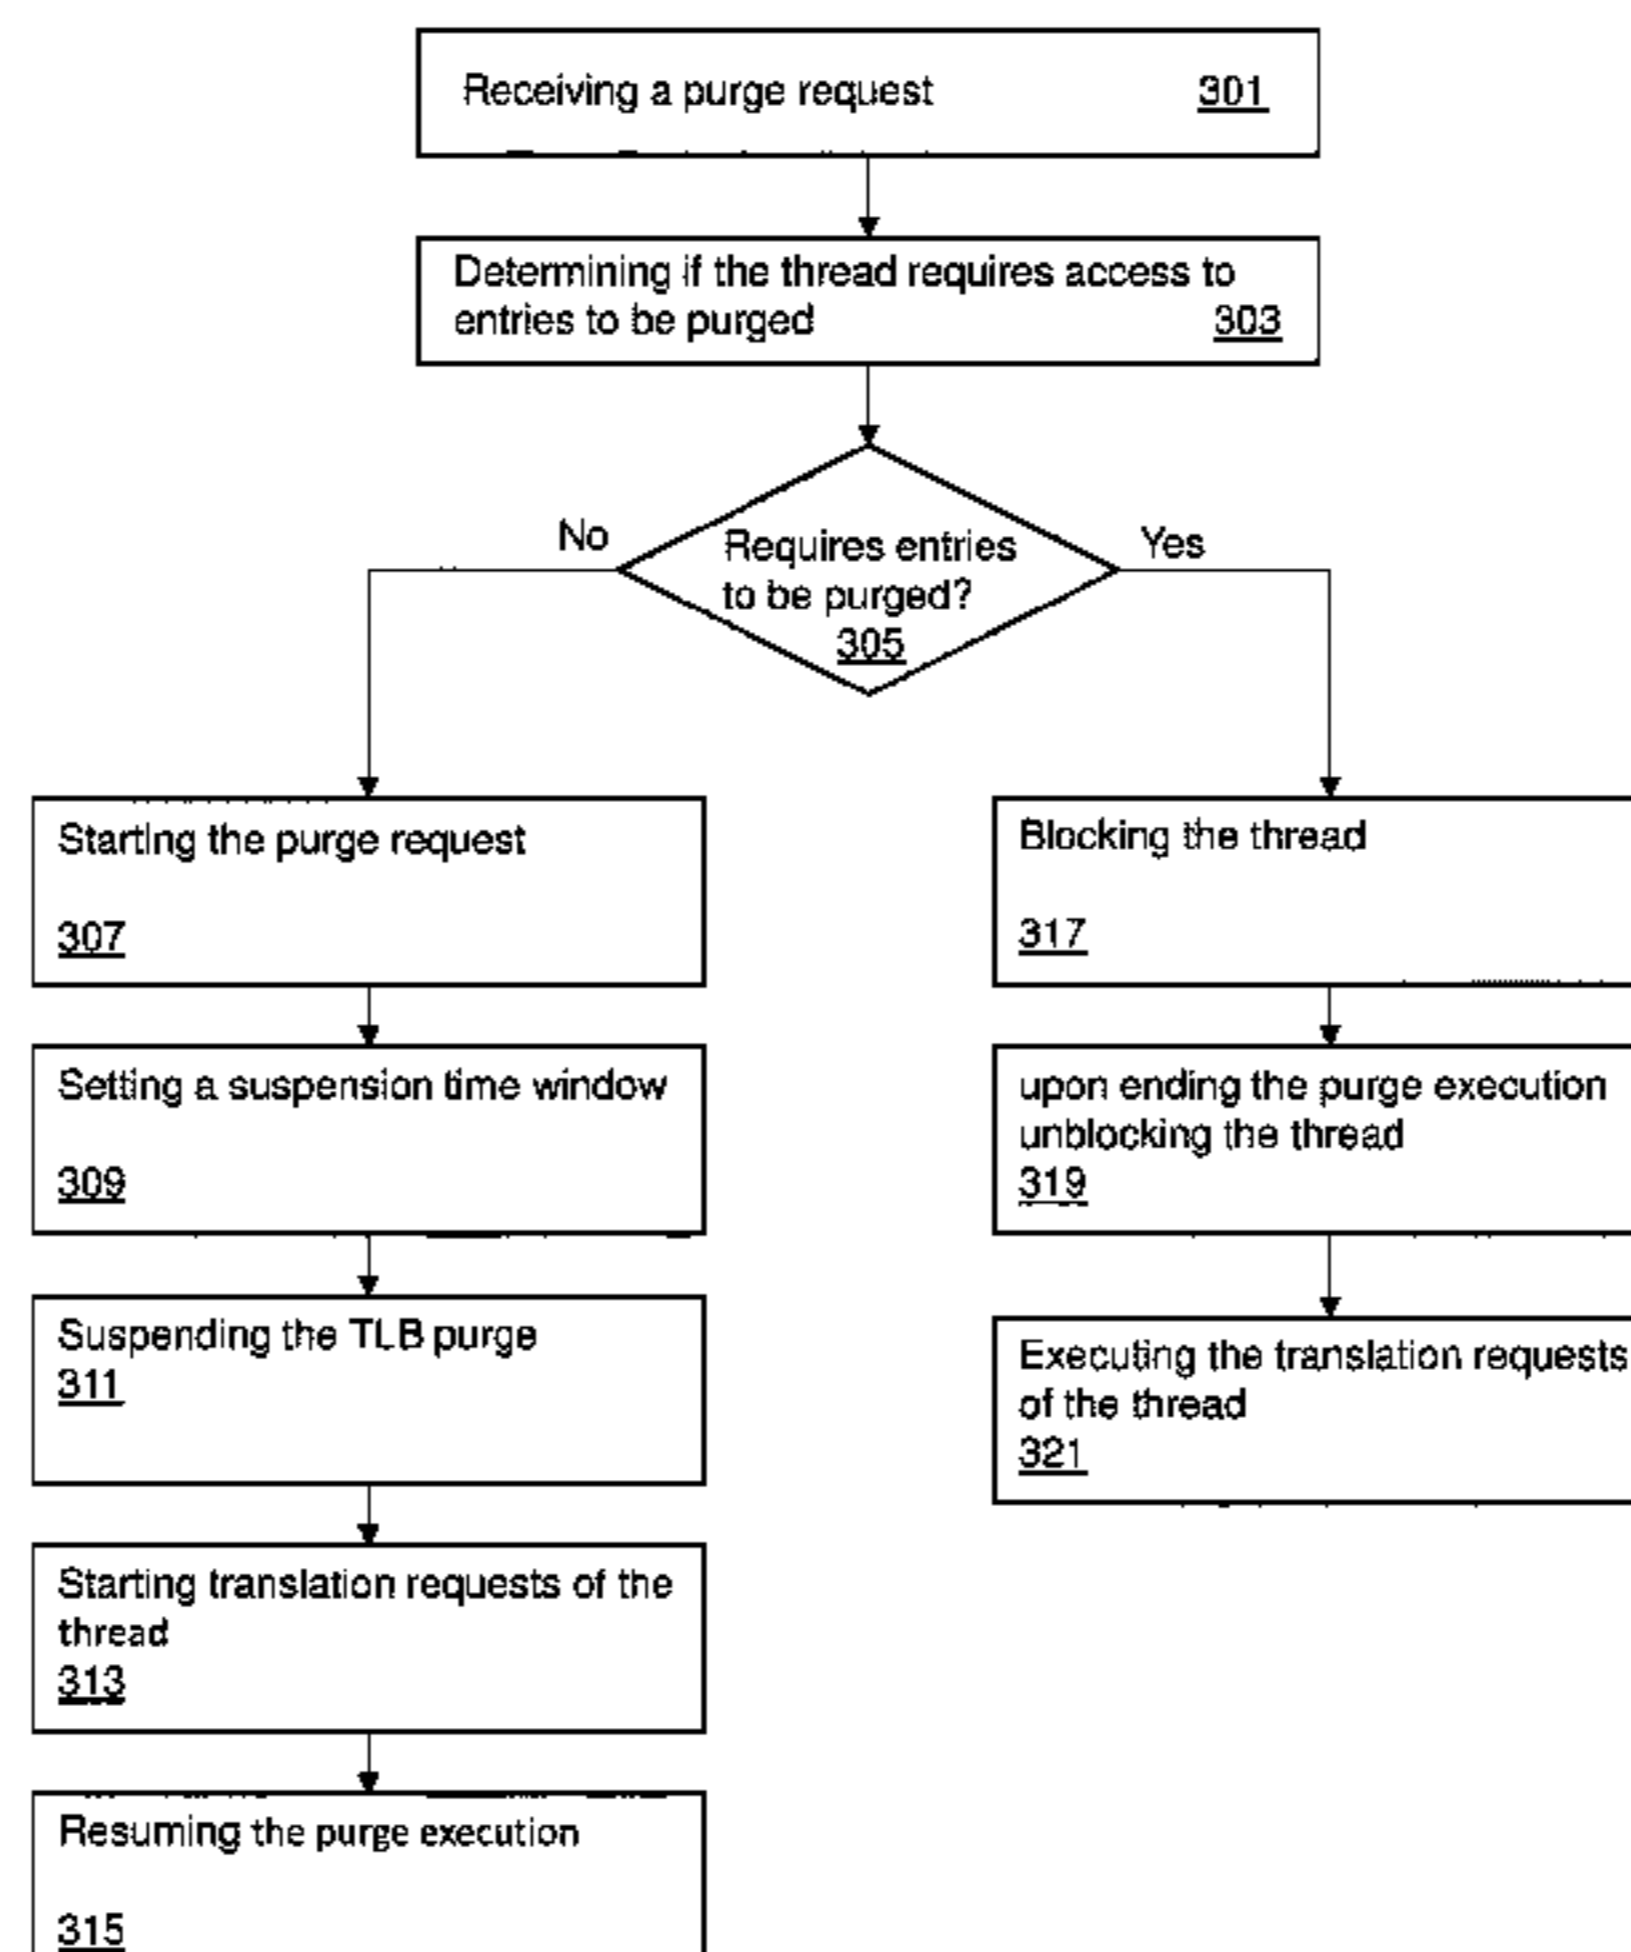 Receiving a purge request 301
Determining if the thread requires access to
entries to be purged 303
No
Yes
Requires entries
to be purged?
305
Starting the purge request
307
Blocking the thread
317
Setting a suspension time window
309
upon ending the purge execution
unblocking the thread
319
Suspending the TLB purge
311
Executing the translation requests
of the thread
321
Starting translation requests of the
thread
313
Resuming the purge execution
315